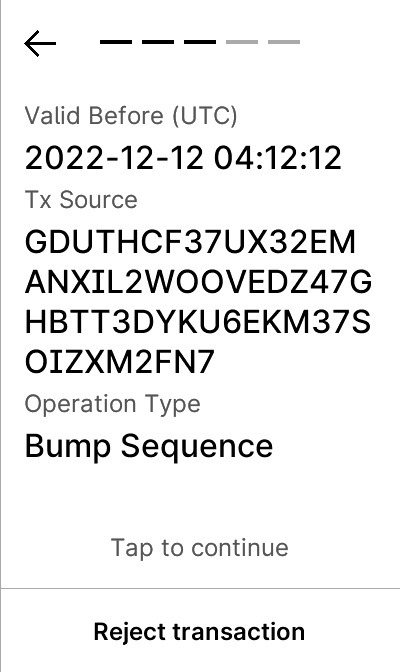 Valid Before (UTC)
2022-12-12 04:12:12
Tx Source
GDUTHCF37UX32EM
ANXIL2WOOVEDZ47G
HBTT3DYKU6EKM37S
OIZXM2FN7
Operation Type
Bump Sequence
Tap to continue
Reject transaction